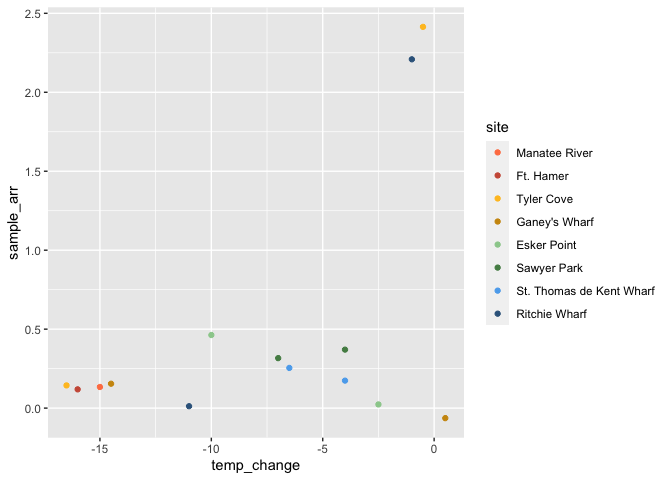 2.5
2.0
1.5
1.0
0.5
0.0
sample_arr
-15
-10
-5
0
temp_change
site
Manatee River
Ft. Hamer
Tyler Cove
Ganey's Wharf
Esker Point
Sawyer Park
St. Thomas de Kent Wharf
Ritchie Wharf